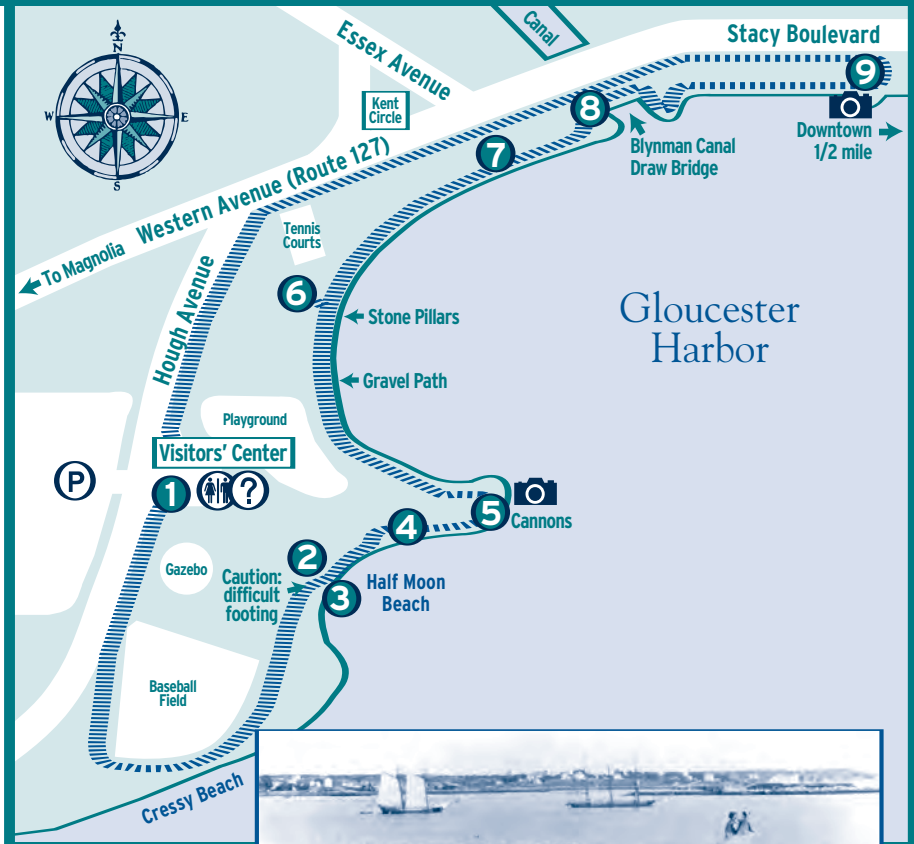 Stacy Boulevard
Canal
Essex Avenue
N
W
E
S
Kent
Circle
9
8
7
Blynman Canal
Draw Bridge
Downtown
1/2 mile
Western Avenue (Route 127)
To Magnolia
Tennis
Courts
6
Stone Pillars
Gloucester
Harbor
Hough Avenue
Gravel Path
Playground
Visitors' Center
P
1
?
5
Cannons
4
2
Gazebo
Caution:
difficult
footing
3
Half Moon
Beach
Baseball
Field
Cressy Beach